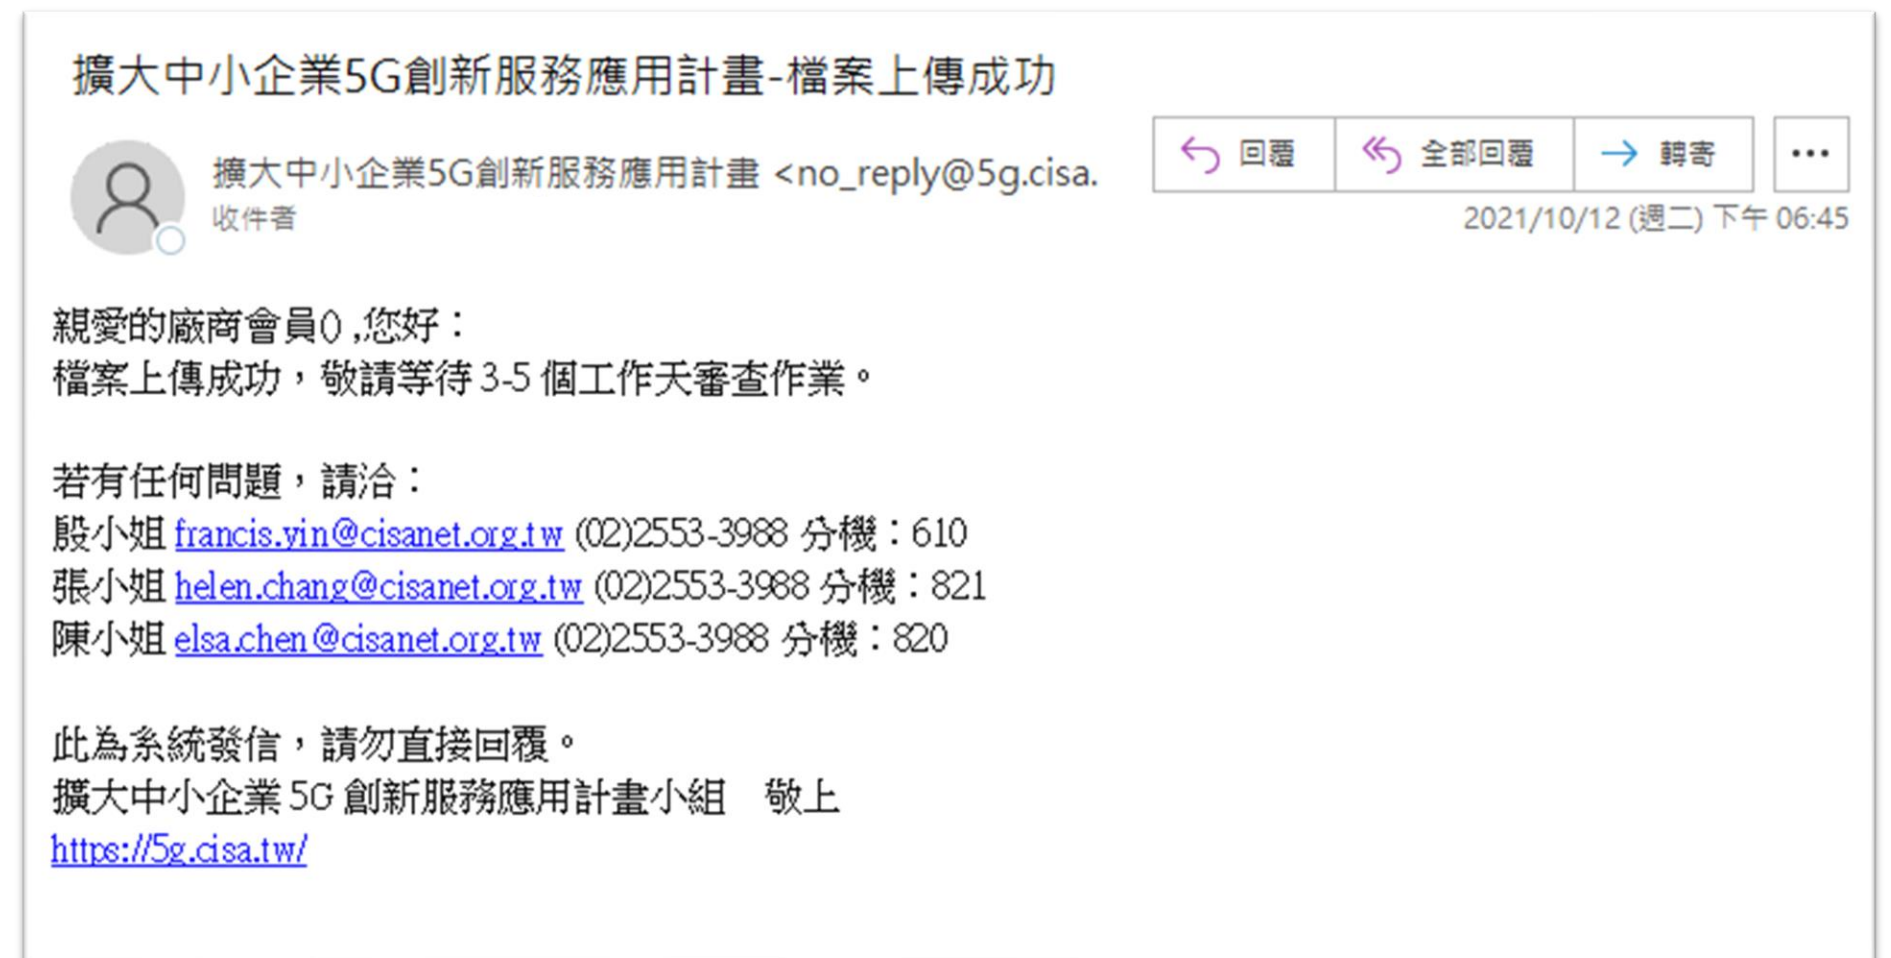 擴大中小企業5G創新服務應用計畫-檔案上傳成功
擴大中小企業5G創新服務應用計畫 <no_reply@5g.cisa.
收件者
回覆
全部回覆
轉寄
2021/10/12 (週二) 下午 06:45
親愛的廠商會員() ,您好：
檔案上傳成功，敬請等待 3-5 個工作天審查作業。
若有任何問題，請洽：
殷小姐 francis.yin@cisanet.org.tw (02)2553-3988 分機：610
張小姐 helen.chang@cisanet.org.tw (02)2553-3988 分機：821
陳小姐 elsa.chen@cisanet.org.tw (02)2553-3988 分機：820
此為系統發信，請勿直接回覆。
擴大中小企業 5G 創新服務應用計畫小組　敬上
https://5g.cisa.tw/